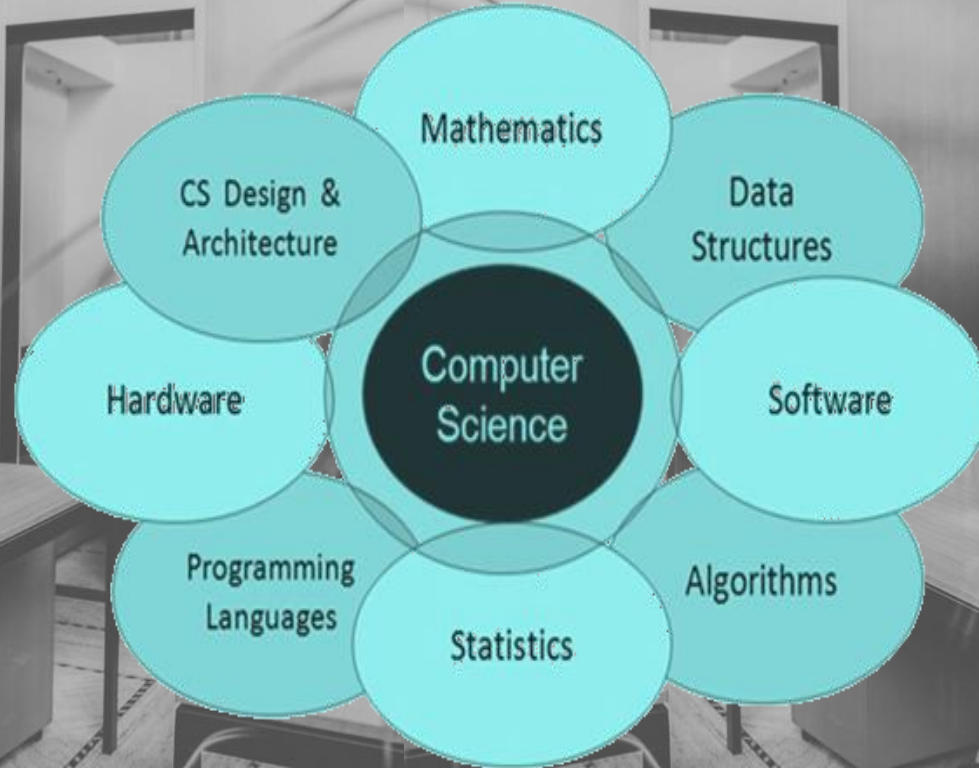 Mathematics
CS Design &
Architecture
Data
Structures
Computer
Science
Hardware
Software
Programming
Languages
Algorithms
Statistics